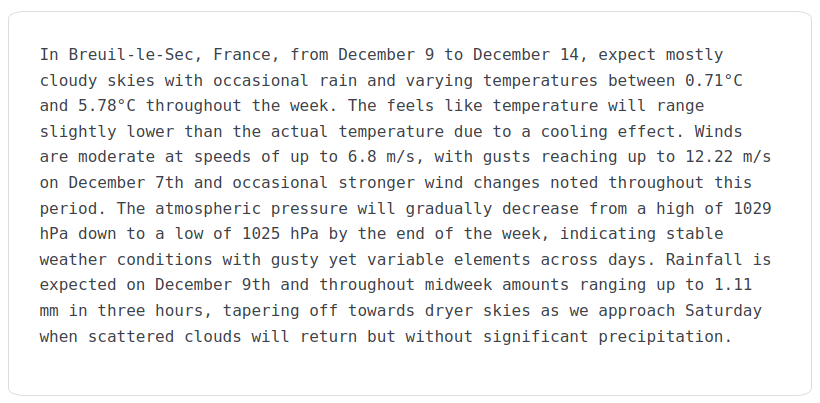 In Breuil-le-Sec, France, from December 9 to December 14, expect mostly
cloudy skies with occasional rain and varying temperatures between 0.71°C
and 5.78°C throughout the week. The feels like temperature will range
slightly lower than the actual temperature due to a cooling effect. Winds
are moderate at speeds of up to 6.8 m/s, with gusts reaching up to 12.22 m/s
on December 7th and occasional stronger wind changes noted throughout this
period. The atmospheric pressure will gradually decrease from a high of 1029
hPa down to a low of 1025 hPa by the end of the week, indicating stable
weather conditions with gusty yet variable elements across days. Rainfall is
expected on December 9th and throughout midweek amounts ranging up to 1.11
mm in three hours, tapering off towards dryer skies as we approach Saturday
when scattered clouds will return but without significant precipitation.